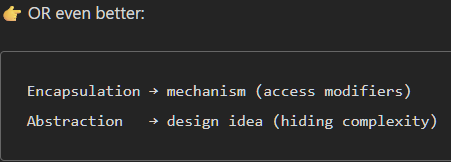 👉 OR even better:
Encapsulation → mechanism (access modifiers)
Abstraction → design idea (hiding complexity)